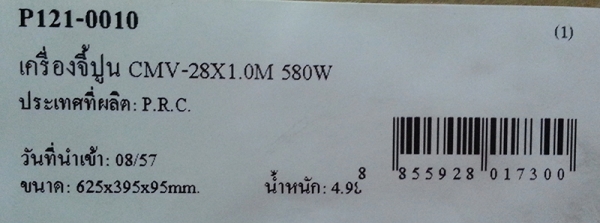 P121-0010
(1)
เครื่องจี้ปูน CMV-28X1.0M 580W
ประเทศที่ผลิต: P.R.C.
วันที่นำเข้า: 08/57
ขนาด: 625x395x95mm.
น้ำหนัก: 4.98
8 855928 017300